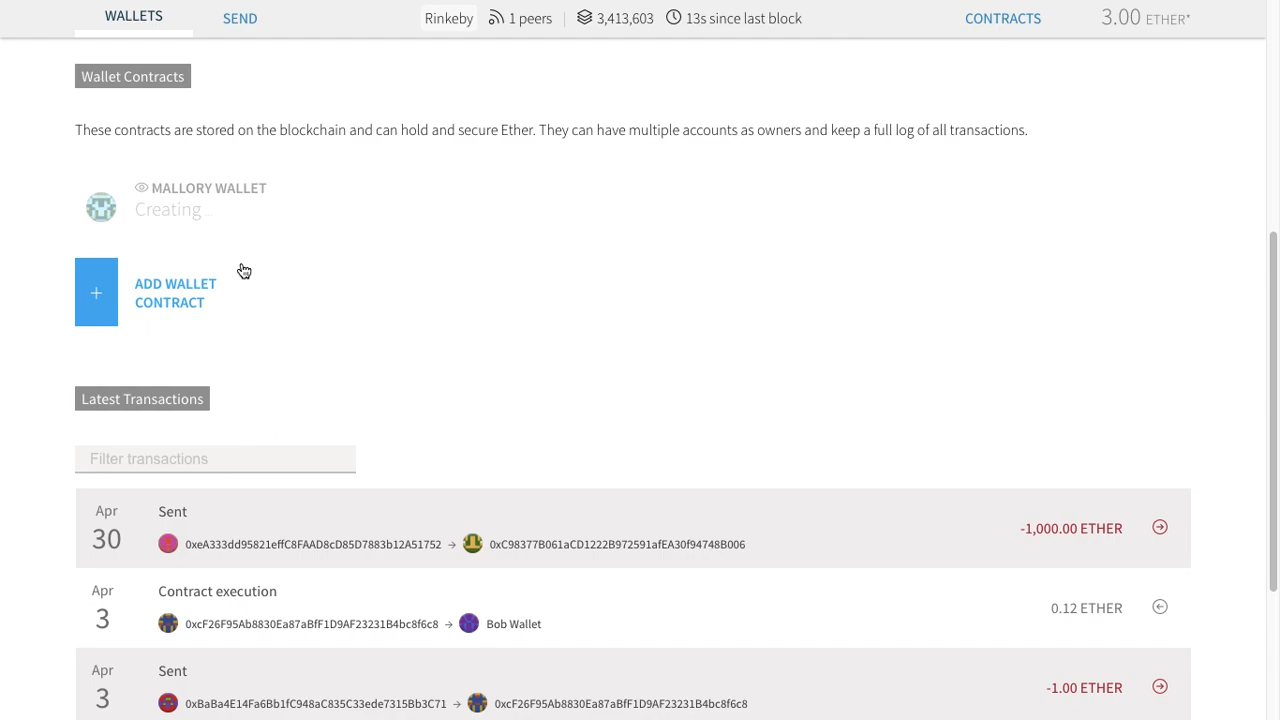 WALLETS
SEND
Rinkeby 1 peers 3,413,603 13s since last block
CONTRACTS
3.00 ETHER*
Wallet Contracts
These contracts are stored on the blockchain and can hold and secure Ether. They can have multiple accounts as owners and keep a full log of all transactions.
MALLORY WALLET
Creating ..
+
ADD WALLET
CONTRACT
Latest Transactions
Filter transactions
Apr
30
Sent
0xeA333dd95821effC8FAAD8cD85D7883b12A51752 → 0xC98377B061aCD1222B972591afEA30f94748B006
-1,000.00 ETHER
Apr
3
Contract execution
0xcF26F95Ab8830Ea87aBfF1D9AF23231B4bc8f6c8 → Bob Wallet
0.12 ETHER
Apr
3
Sent
0xBaBa4E14Fa6Bb1fC948aC835C33ede7315Bb3C71 → 0xcF26F95Ab8830Ea87aBfF1D9AF23231B4bc8f6c8
-1.00 ETHER